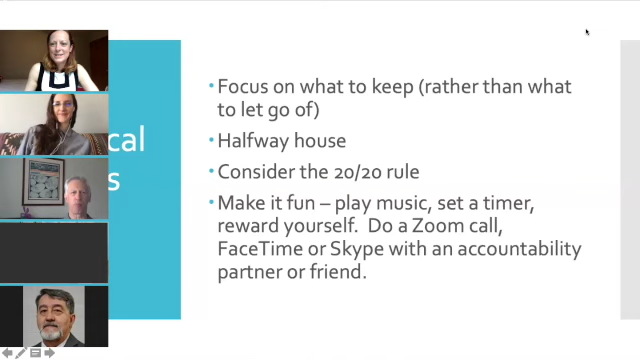 cal
s
• Focus on what to keep (rather than what
to let go of)
• Halfway house
• Consider the 20/20 rule
• Make it fun – play music, set a timer,
reward yourself.  Do a Zoom call,
FaceTime or Skype with an accountability
partner or friend.